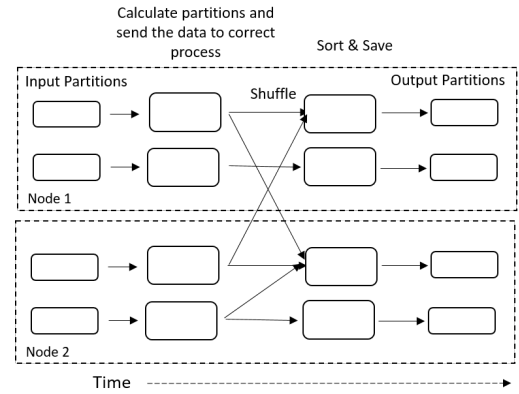 Calculate partitions and
send the data to correct
process
Sort & Save
Input Partitions
Output Partitions
Shuffle
Node 1
Node 2
Time